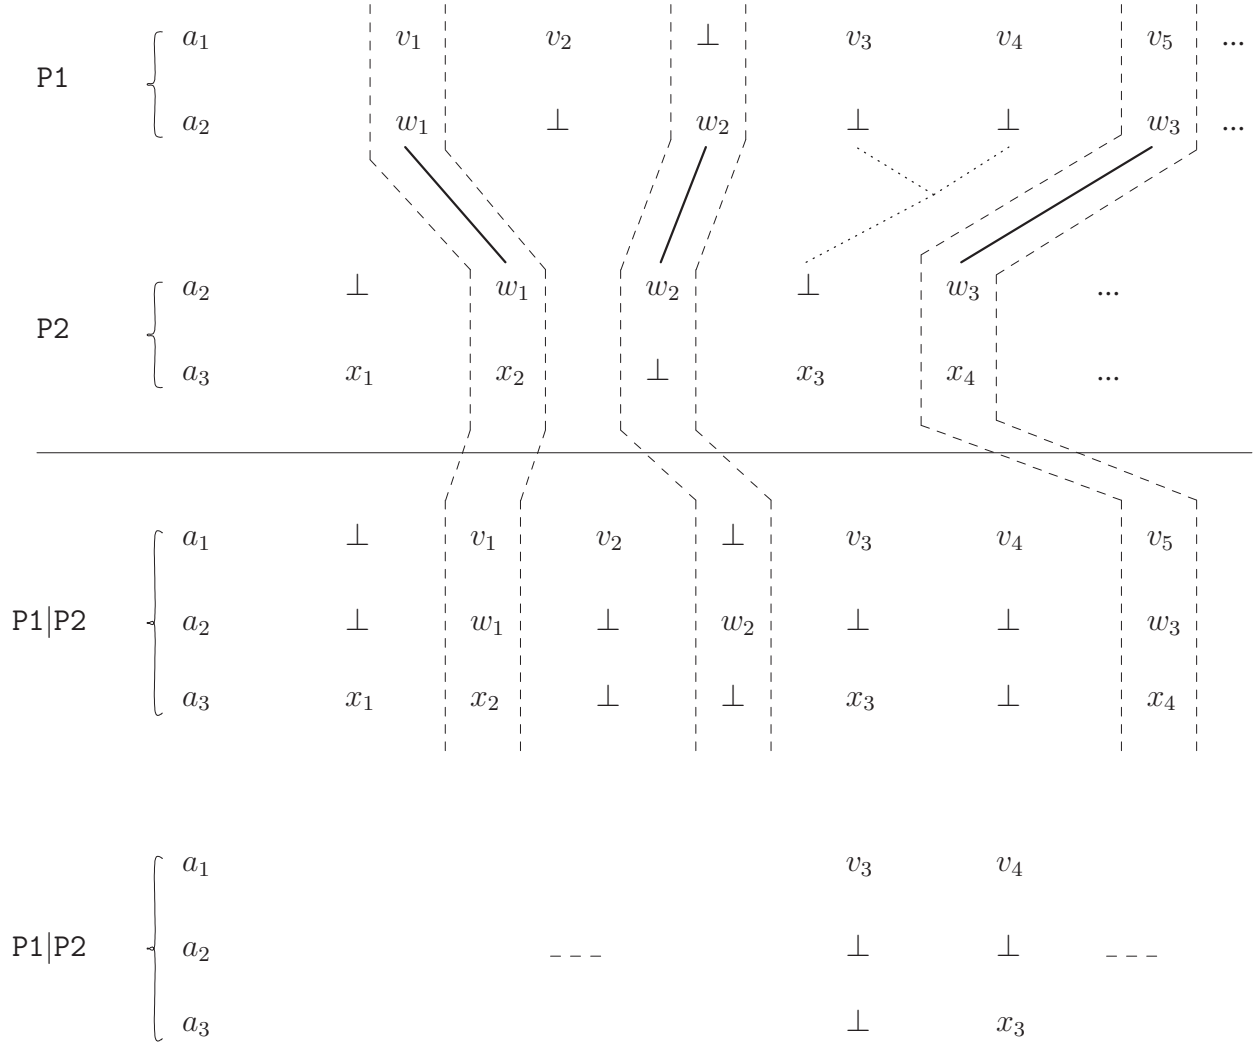 a₁ v₁ v₂ ⊥ v₃ v₄ v₅ ...
P1
a₂ w₁ ⊥ w₂ ⊥ ⊥ w₃ ...
a₂ ⊥ w₁ w₂ ⊥ w₃ ...
P2
a₃ x₁ x₂ ⊥ x₃ x₄ ...
a₁ ⊥ v₁ v₂ ⊥ v₃ v₄ v₅
P1|P2 a₂ ⊥ w₁ ⊥ w₂ ⊥ ⊥ w₃
a₃ x₁ x₂ ⊥ ⊥ x₃ ⊥ x₄
a₁ v₃ v₄
P1|P2 a₂ ⊥ ⊥
a₃ ⊥ x₃